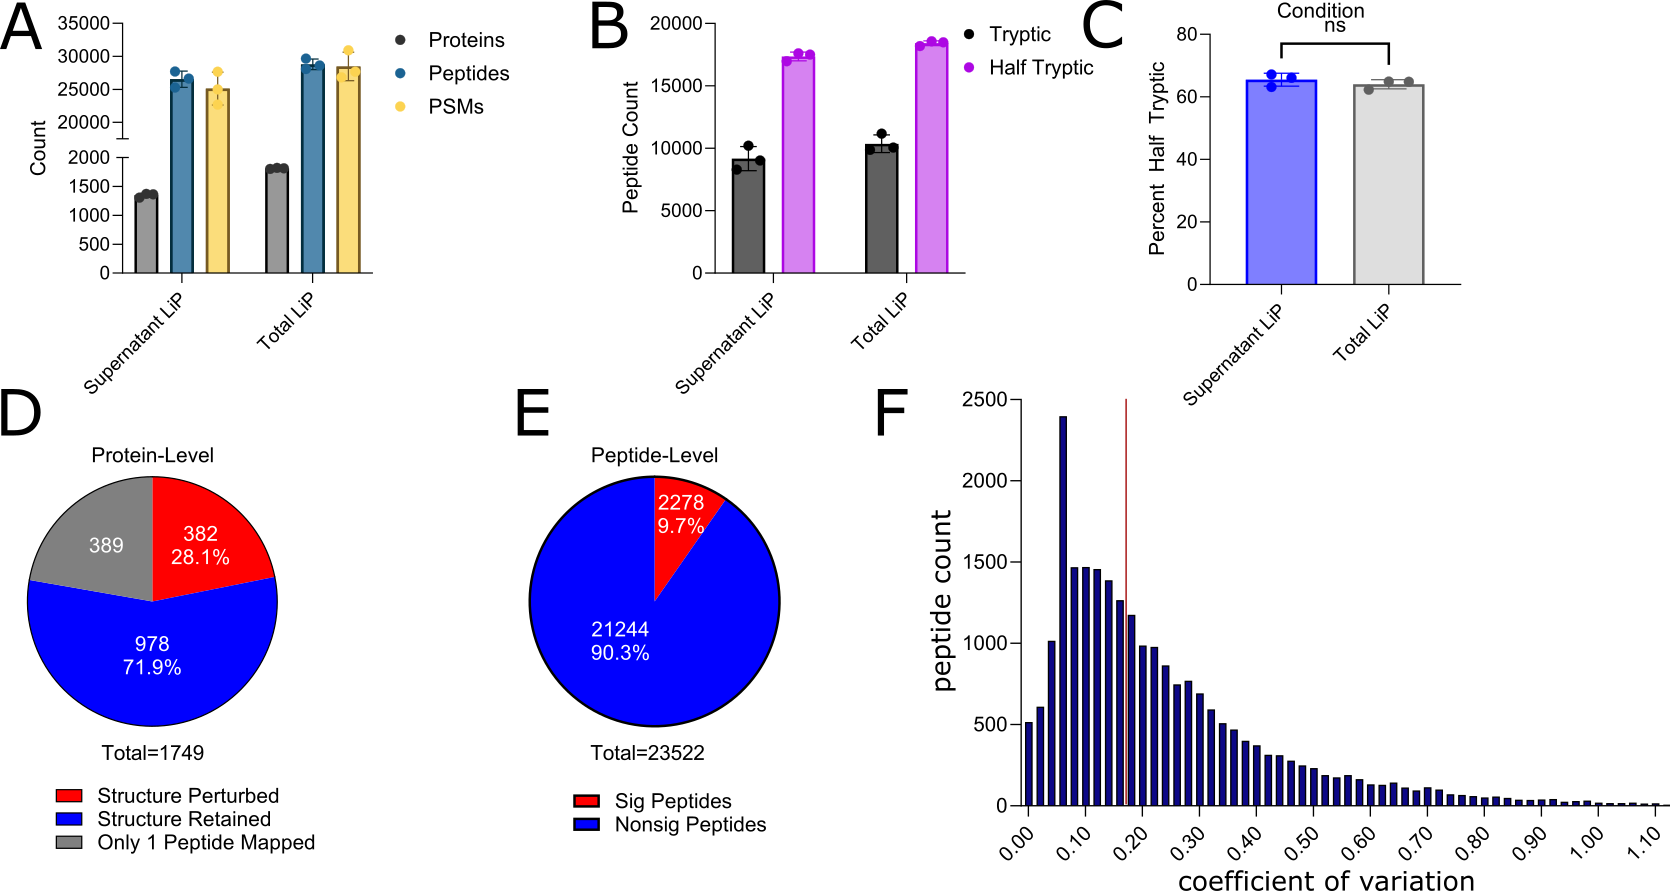 A
35000
30000
25000
20000
2000
1500
1000
500
0
Count
Supernatant LiP
Total LiP
Proteins
Peptides
PSMs
B
20000
15000
10000
5000
0
Peptide Count
Supernatant LiP
Total LiP
Tryptic
Half Tryptic
C
Condition
ns
80
60
40
20
0
Percent Half Tryptic
Supernatant LiP
Total LiP
D
Protein-Level
389
382
28.1%
978
71.9%
Total=1749
Structure Perturbed
Structure Retained
Only 1 Peptide Mapped
E
Peptide-Level
2278
9.7%
21244
90.3%
Total=23522
Sig Peptides
Nonsig Peptides
F
2500
2000
1500
1000
500
0
peptide count
0.00 0.10 0.20 0.30 0.40 0.50 0.60 0.70 0.80 0.90 1.00 1.10
coefficient of variation